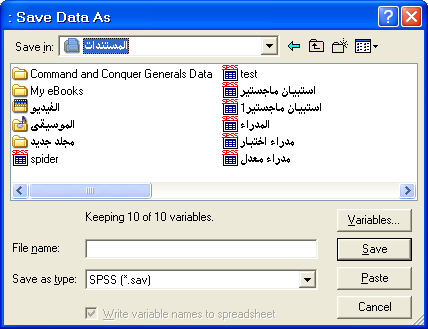 : Save Data As
Save in: المستندات
Command and Conquer Generals Data
My eBooks
الفيديو
الموسيقى
مجلد جديد
spider
test
استبيان ماجستير
استبيان ماجستير1
المدراء
مدراء اختبار
مدراء معدل
Keeping 10 of 10 variables.
Variables...
File name:
Save
Save as type: SPSS (*.sav)
Paste
Write variable names to spreadsheet
Cancel